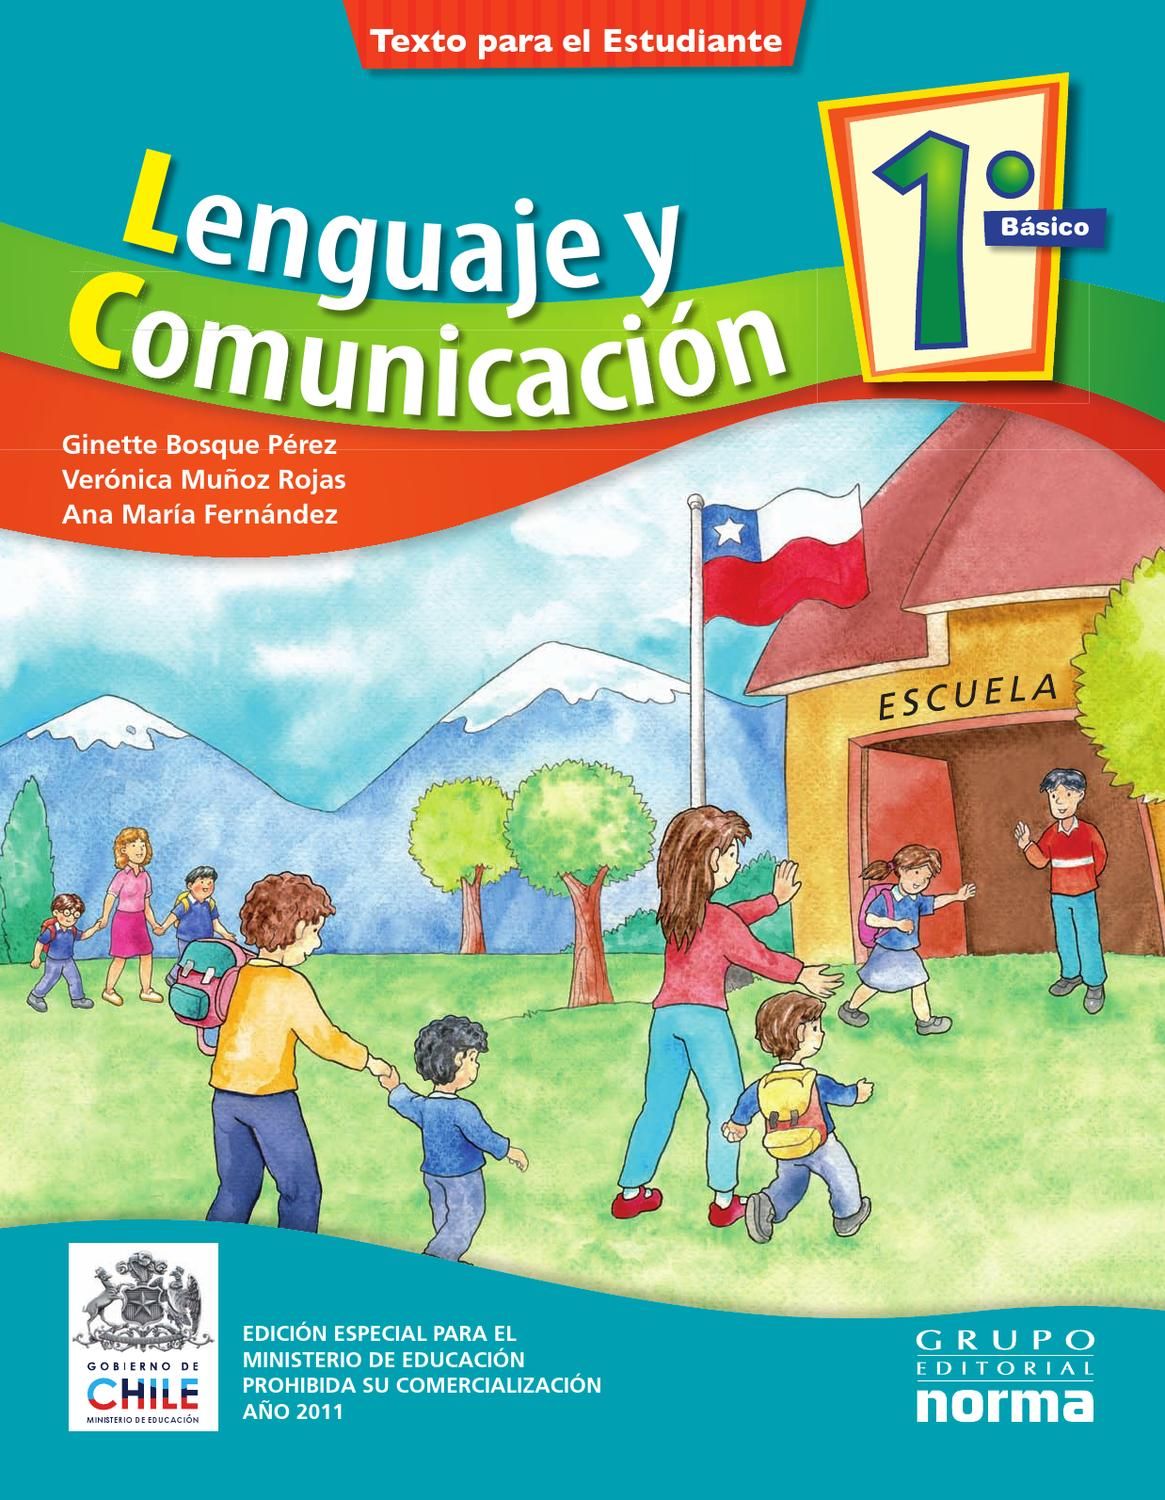 Texto para el Estudiante
1°
Básico
Lenguaje y
Comunicación
Ginette Bosque Pérez
Verónica Muñoz Rojas
Ana María Fernández
ESCUELA
GOBIERNO DE
CHILE
MINISTERIO DE EDUCACIÓN
EDICIÓN ESPECIAL PARA EL
MINISTERIO DE EDUCACIÓN
PROHIBIDA SU COMERCIALIZACIÓN
AÑO 2011
GRUPO
EDITORIAL
norma